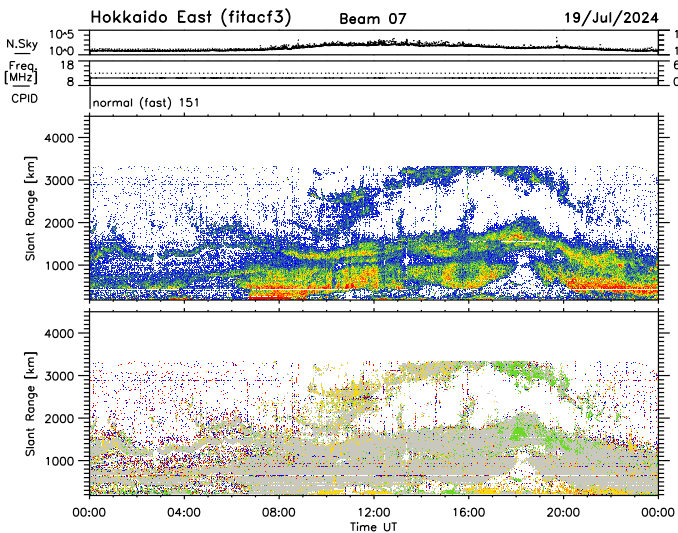 Hokkaido East (fitacf3) Beam 07 19/Jul/2024
N.Sky 10+5 10+0
Freq. [MHz] 18 8
CPID normal (fast) 151
Slant Range [km] 4000 3000 2000 1000
Slant Range [km] 4000 3000 2000 1000
00:00 04:00 08:00 12:00 16:00 20:00 00:00
Time UT